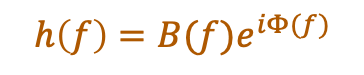 h(f) = B(f)e^{iΦ(f)}